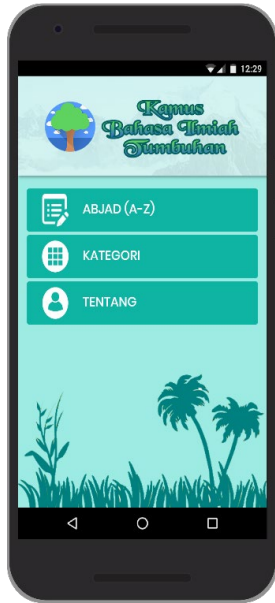 12:29
Kamus
Bahasa Ilmiah
Tumbuhan
ABJAD (A-Z)
KATEGORI
TENTANG